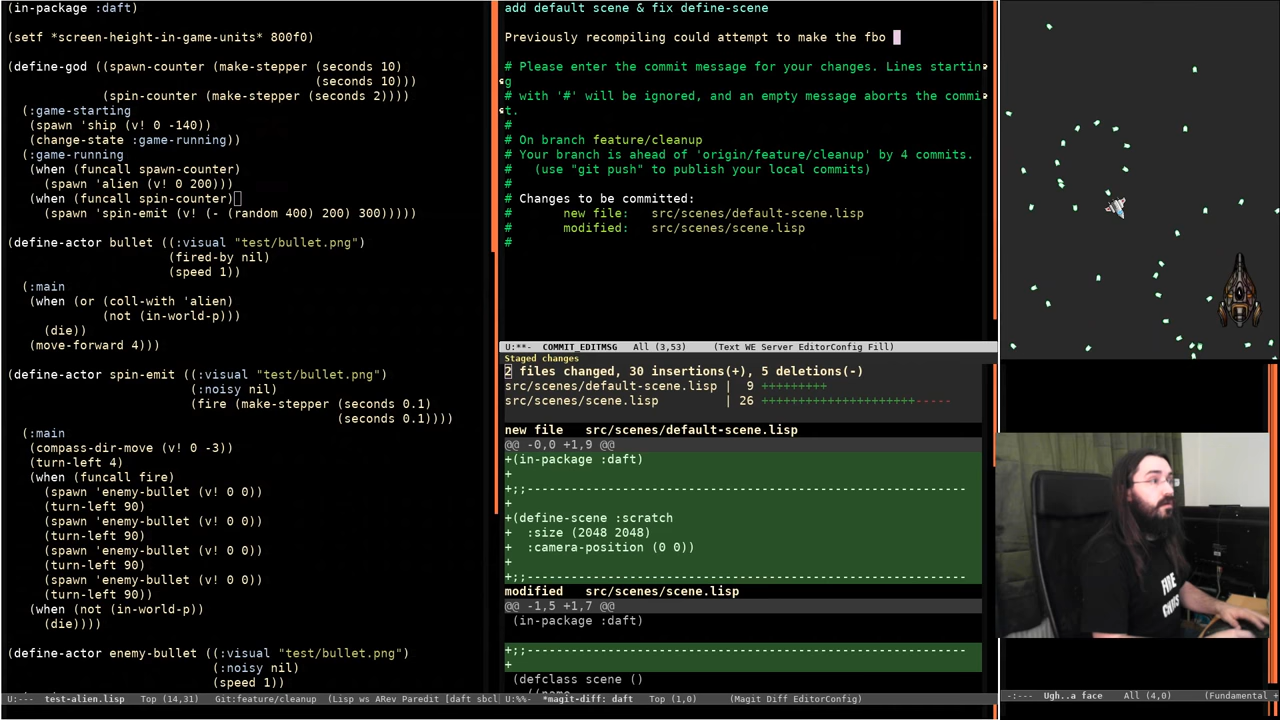 (in-package :daft)
(setf *screen-height-in-game-units* 800f0)
(define-god ((spawn-counter (make-stepper (seconds 10)
(seconds 10)))
(spin-counter (make-stepper (seconds 2))))
(:game-starting
(spawn 'ship (v! 0 -140))
(change-state :game-running))
(:game-running
(when (funcall spawn-counter)
(spawn 'alien (v! 0 200)))
(when (funcall spin-counter)
(spawn 'spin-emit (v! (- (random 400) 200) 300)))))
(define-actor bullet ((:visual "test/bullet.png")
(fired-by nil)
(speed 1))
(:main
(when (or (coll-with 'alien)
(not (in-world-p)))
(die))
(move-forward 4)))
(define-actor spin-emit ((:visual "test/bullet.png")
(:noisy nil)
(fire (make-stepper (seconds 0.1)
(seconds 0.1))))
(:main
(compass-dir-move (v! 0 -3))
(turn-left 4)
(when (funcall fire)
(spawn 'enemy-bullet (v! 0 0))
(turn-left 90)
(spawn 'enemy-bullet (v! 0 0))
(turn-left 90)
(spawn 'enemy-bullet (v! 0 0))
(turn-left 90)
(spawn 'enemy-bullet (v! 0 0))
(turn-left 90))
(when (not (in-world-p))
(die))))
(define-actor enemy-bullet ((:visual "test/bullet.png")
(:noisy nil)
(speed 1))
U:--- test-alien.lisp Top (14,31) Git:feature/cleanup (Lisp ws ARev Paredit [daft sbcl
add default scene & fix define-scene
Previously recompiling could attempt to make the fbo
# Please enter the commit message for your changes. Lines startin
g
# with '#' will be ignored, and an empty message aborts the commi
t.
#
# On branch feature/cleanup
# Your branch is ahead of 'origin/feature/cleanup' by 4 commits.
# (use "git push" to publish your local commits)
#
# Changes to be committed:
# new file: src/scenes/default-scene.lisp
# modified: src/scenes/scene.lisp
#
U:**- COMMIT_EDITMSG All (3,53) (Text WE Server EditorConfig Fill)
Staged changes
2 files changed, 30 insertions(+), 5 deletions(-)
src/scenes/default-scene.lisp | 9 +++++++++
src/scenes/scene.lisp | 26 +++++++++++++++++++++-----
new file src/scenes/default-scene.lisp
@@ -0,0 +1,9 @@
+(in-package :daft)
+
+;;------------------------------------------------------------
+
+(define-scene :scratch
+ :size (2048 2048)
+ :camera-position (0 0))
+
+;;------------------------------------------------------------
modified src/scenes/scene.lisp
@@ -1,5 +1,7 @@
(in-package :daft)
+;;------------------------------------------------------------
+
(defclass scene ()
((name
U:%%- *magit-diff: daft Top (1,0) (Magit Diff EditorConfig)
-:--- Ugh..a face All (4,0) (Fundamental +